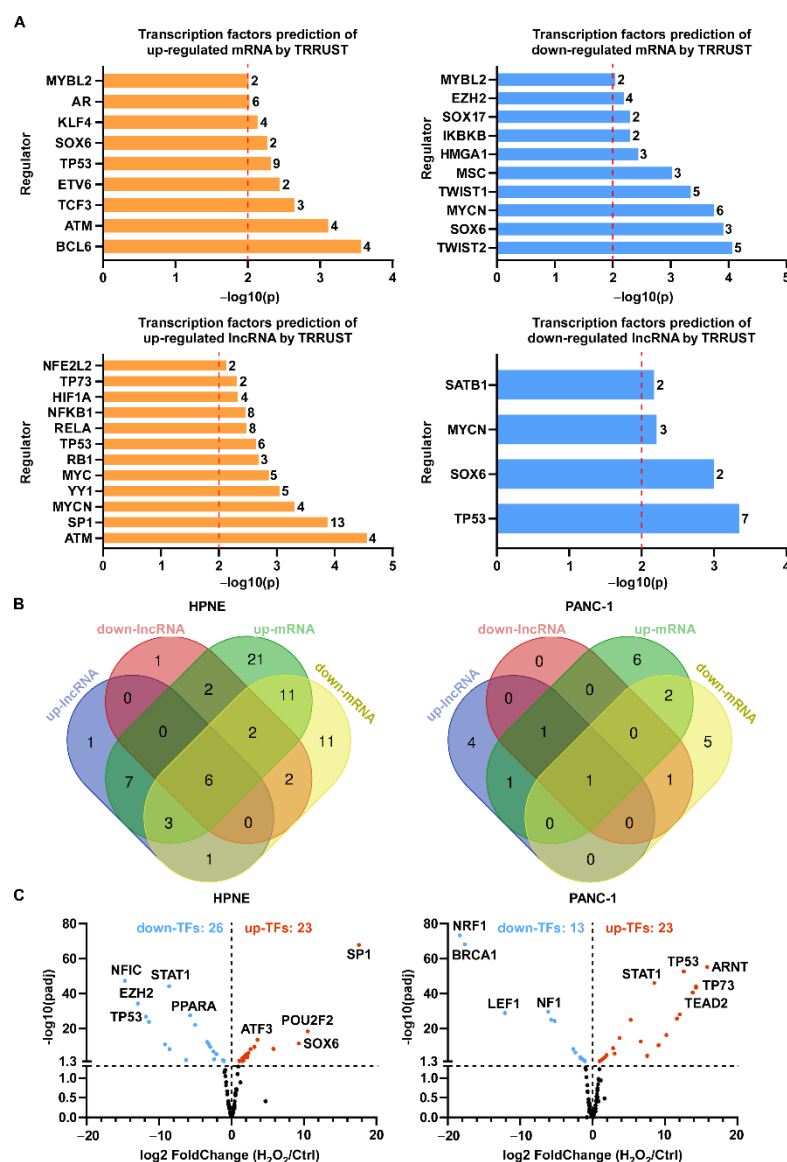 A
Transcription factors prediction of
up-regulated mRNA by TRRUST
Regulator
MYBL2 2
AR 6
KLF4 4
SOX6 2
TP53 9
ETV6 2
TCF3 3
ATM 4
BCL6 4
0 1 2 3 4
−log10(p)
Transcription factors prediction of
down-regulated mRNA by TRRUST
Regulator
MYBL2 2
EZH2 4
SOX17 2
IKBKB 2
HMGA1 3
MSC 3
TWIST1 5
MYCN 6
SOX6 3
TWIST2 5
0 1 2 3 4 5
−log10(p)
Transcription factors prediction of
up-regulated lncRNA by TRRUST
Regulator
NFE2L2 2
TP73 2
HIF1A 4
NFKB1 8
RELA 8
TP53 6
RB1 3
MYC 5
YY1 5
MYCN 4
SP1 13
ATM 4
0 1 2 3 4 5
−log10(p)
Transcription factors prediction of
down-regulated lncRNA by TRRUST
Regulator
SATB1 2
MYCN 3
SOX6 2
TP53 7
0 1 2 3 4
−log10(p)
B
HPNE
down-lncRNA up-mRNA
up-lncRNA down-mRNA
1 21
0 2 11
1 0 2 11
7 6 2
3 0
1
PANC-1
down-lncRNA up-mRNA
up-lncRNA down-mRNA
0 6
0 0 2
4 1 0 5
1 1 1
0 0
0
C
HPNE
down-TFs: 26 up-TFs: 23
-log10(padj)
80
60
40
20
1.3
1.0
0.5
0.0
SP1
NFIC
STAT1
EZH2
PPARA
TP53
ATF3
POU2F2
SOX6
−20 −10 0 10 20
log2 FoldChange (H₂O₂/Ctrl)
PANC-1
down-TFs: 13 up-TFs: 23
-log10(padj)
80
60
40
20
1.3
1.0
0.5
0.0
NRF1
BRCA1
TP53
ARNT
STAT1
TP73
LEF1
NF1
TEAD2
−20 −10 0 10 20
log2 FoldChange (H₂O₂/Ctrl)